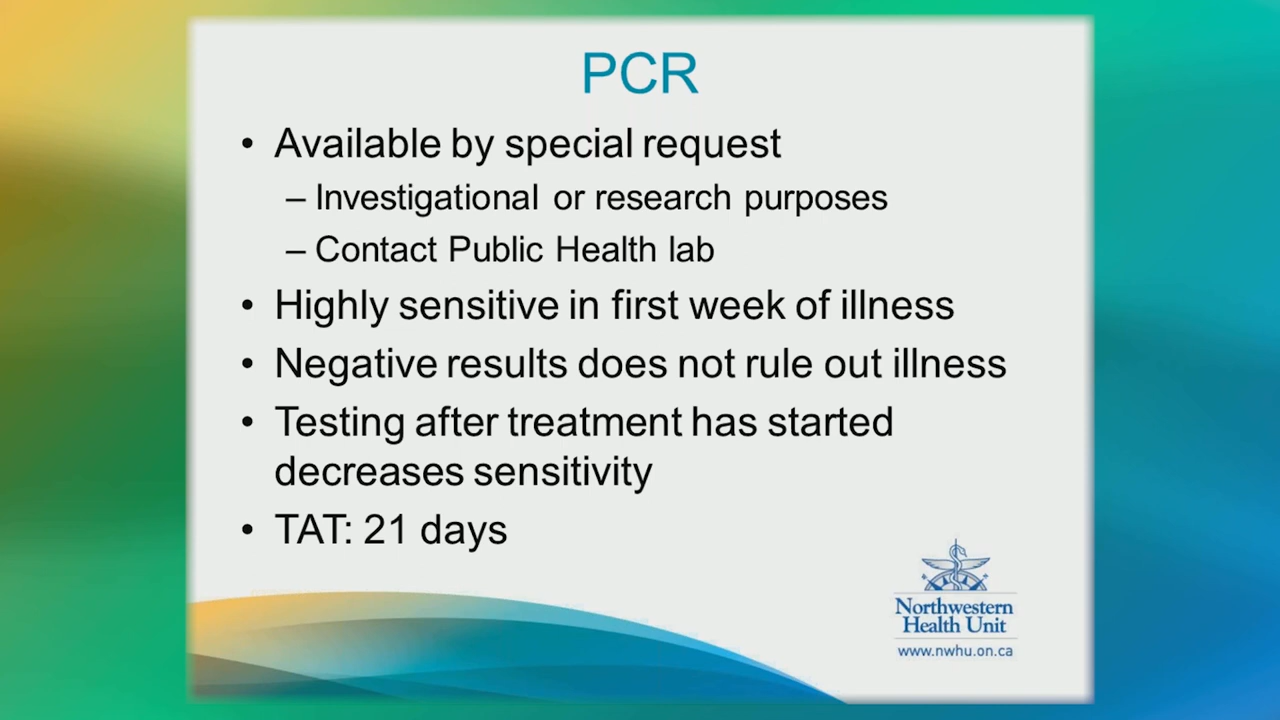 PCR
• Available by special request
– Investigational or research purposes
– Contact Public Health lab
• Highly sensitive in first week of illness
• Negative results does not rule out illness
• Testing after treatment has started
decreases sensitivity
• TAT: 21 days
Northwestern
Health Unit
www.nwhu.on.ca